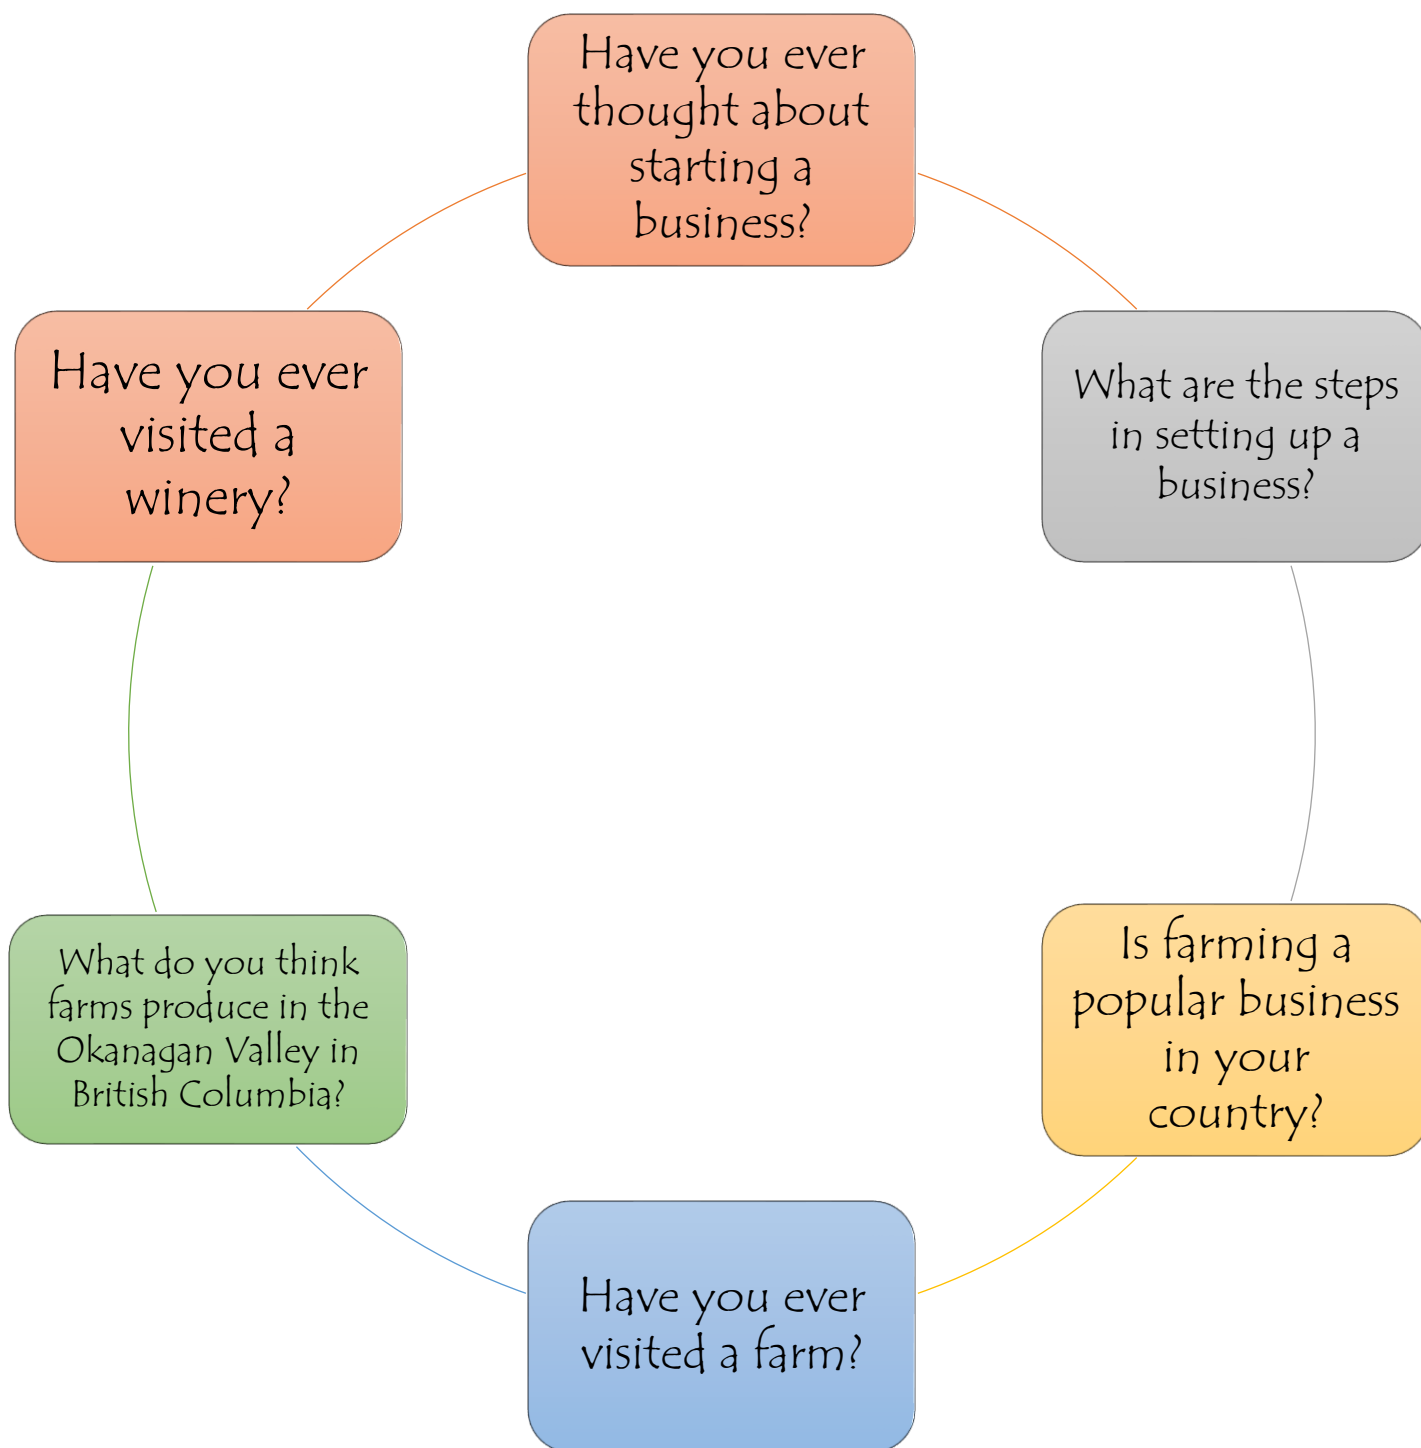 Have you ever
thought about
starting a
business?
What are the steps
in setting up a
business?
Is farming a
popular business
in your
country?
Have you ever
visited a farm?
What do you think
farms produce in the
Okanagan Valley in
British Columbia?
Have you ever
visited a
winery?